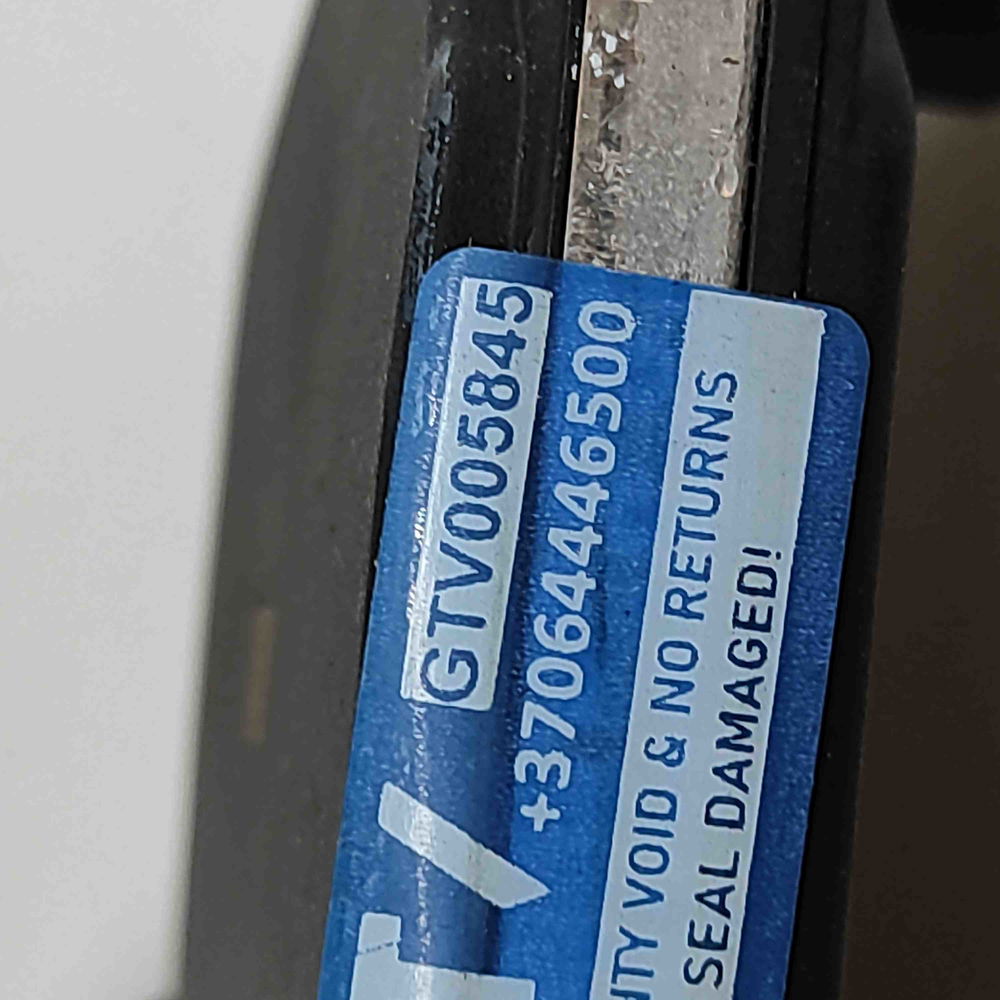 GTV005845
+37064446500
VOID & NO RETURNS
SEAL DAMAGED!